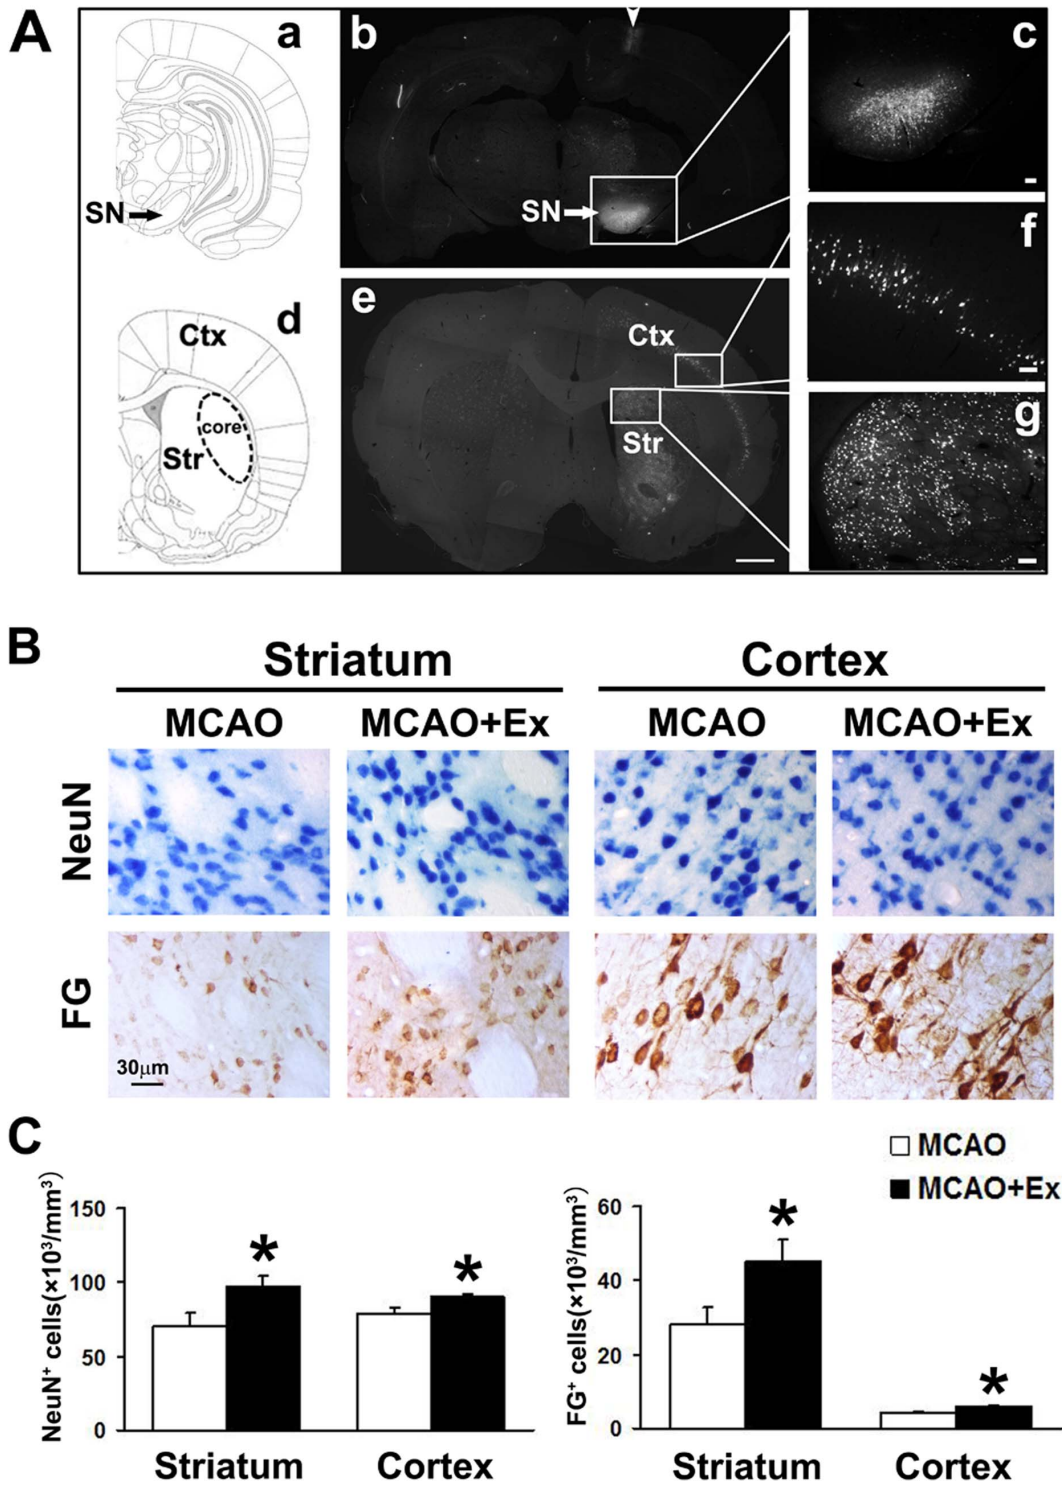 A
a
SN
b
SN
c
d
Ctx
core
Str
e
Ctx
Str
f
g
B
Striatum
Cortex
MCAO
MCAO+Ex
MCAO
MCAO+Ex
NeuN
FG
30μm
C
MCAO
MCAO+Ex
NeuN⁺ cells(×10³/mm³)
150
100
50
0
*
*
Striatum
Cortex
FG⁺ cells(×10³/mm³)
60
40
20
0
*
*
Striatum
Cortex